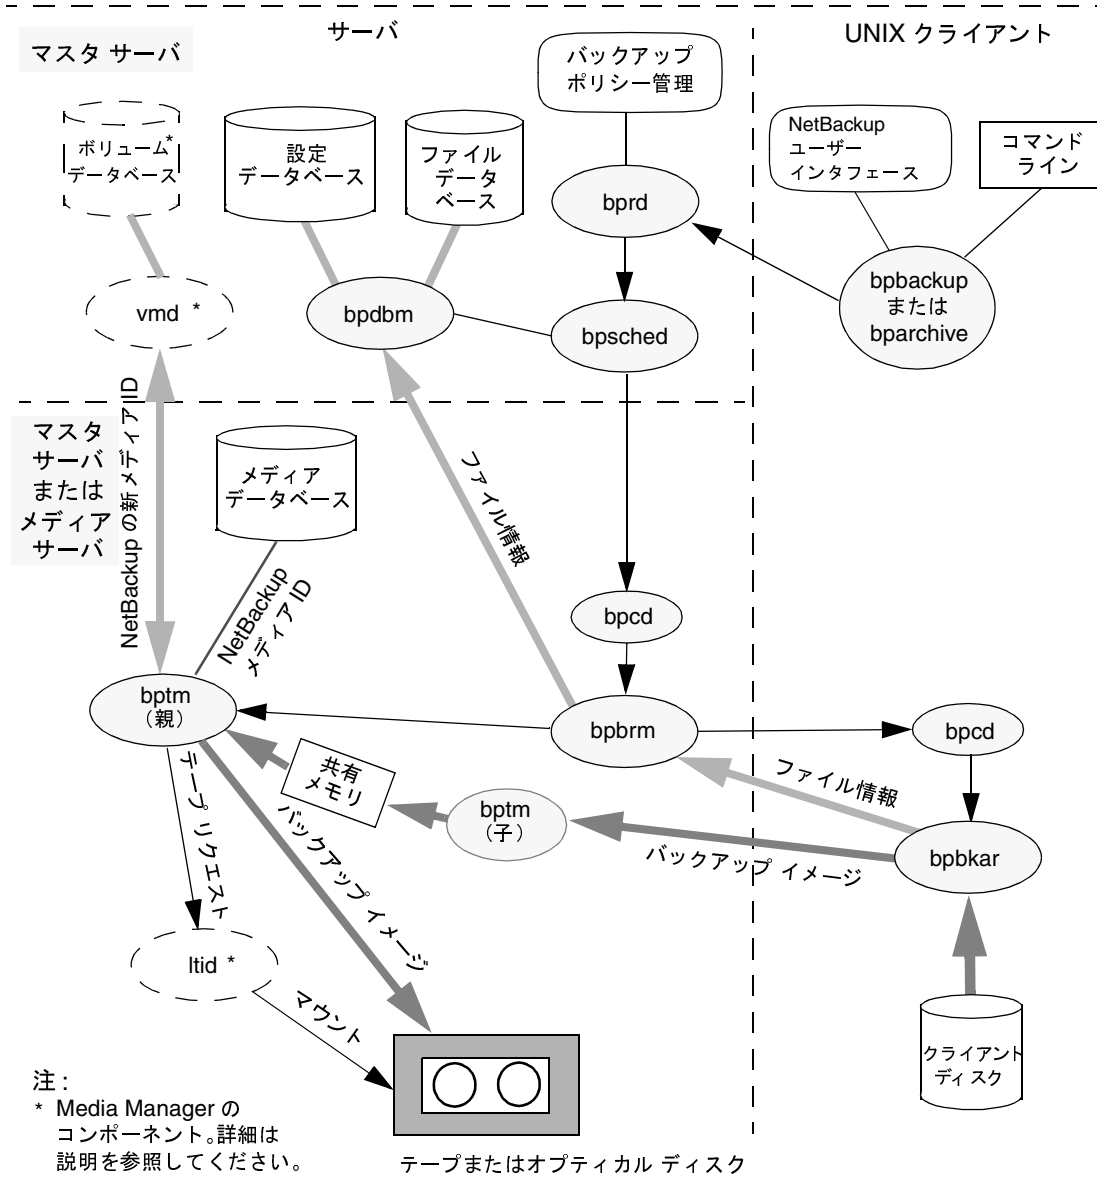 サーバ
UNIX クライアント
マスタ サーバ
バックアップ
ポリシー管理
ボリューム*
データベース
設定
データベース
ファイル
データ
ベース
NetBackup
ユーザー
インタフェース
コマンド
ライン
bprd
vmd *
bpdbm
bpsched
bpbackup
または
bparchive
マスタ
サーバ
または
メディア
サーバ
NetBackup の新 メディア ID
メディア
データベース
ファイル情報
NetBackup
メディア ID
bpcd
bptm
（親）
bpbrm
bpcd
共有
メモリ
bptm
（子）
ファイル情報
バックアップ イメージ
bpbkar
テープ リクエスト
バックアップ イメージ
ltid *
マウント
クライアント
ディスク
注 :
* Media Manager の
コンポーネント。詳細は
説明を参照してください。
テープまたはオプティカル ディスク